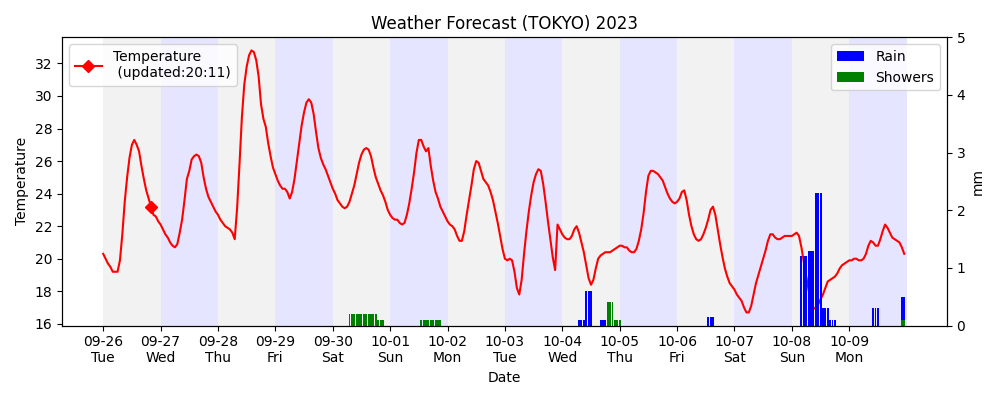 Weather Forecast (TOKYO) 2023
Temperature
(updated:20:11)
Rain
Showers
Temperature
32
30
28
26
24
22
20
18
16
5
4
3
2
1
0
mm
09-26 09-27 09-28 09-29 09-30 10-01 10-02 10-03 10-04 10-05 10-06 10-07 10-08 10-09
Tue Wed Thu Fri Sat Sun Mon Tue Wed Thu Fri Sat Sun Mon
Date